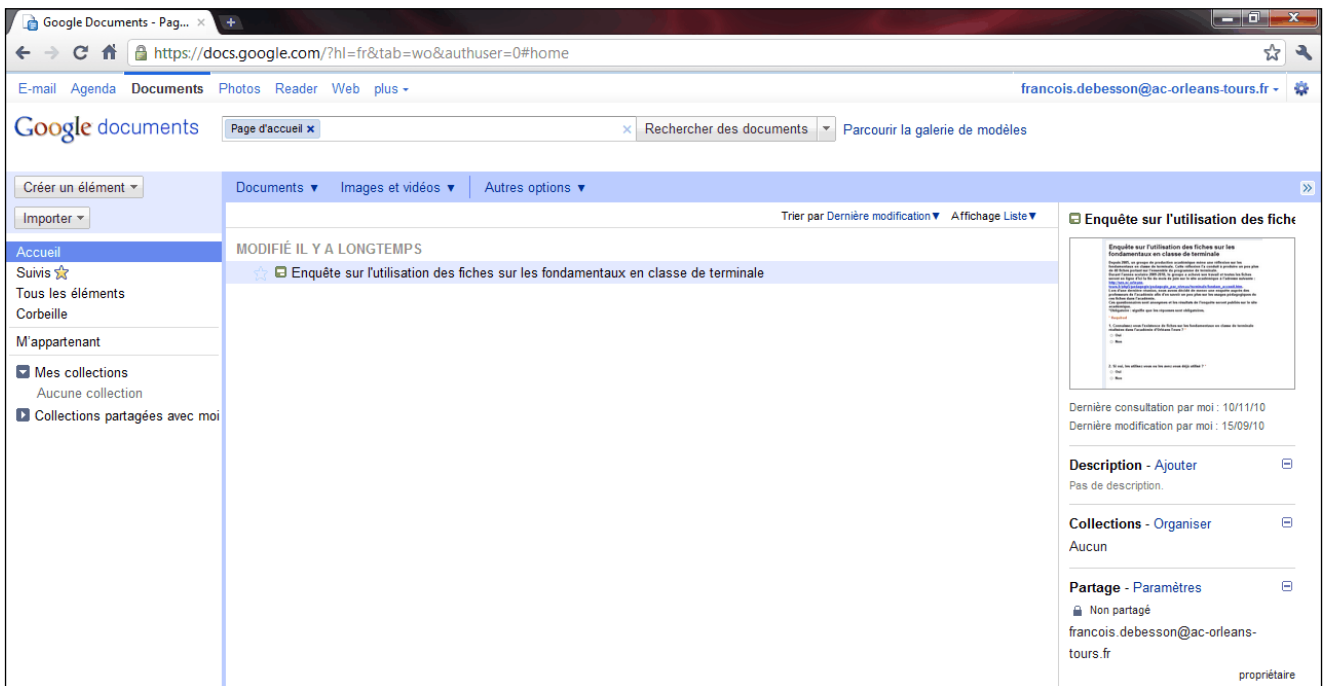 Google Documents - Pag...
https://docs.google.com/?hl=fr&tab=wo&authuser=0#home
E-mail Agenda Documents Photos Reader Web plus
francois.debesson@ac-orleans-tours.fr
Google documents
Page d'accueil × × Rechercher des documents Parcourir la galerie de modèles
Créer un élément
Documents Images et vidéos Autres options »
Importer
Trier par Dernière modification Affichage Liste
Enquête sur l'utilisation des fiche
Accueil
Suivis
Tous les éléments
Corbeille
M'appartenant
Mes collections
Aucune collection
Collections partagées avec moi
MODIFIÉ IL Y A LONGTEMPS
Enquête sur l'utilisation des fiches sur les fondamentaux en classe de terminale
Enquête sur l'utilisation des fiches sur les
fondamentaux en classe de terminale
Dernière consultation par moi : 10/11/10
Dernière modification par moi : 15/09/10
Description - Ajouter
Pas de description.
Collections - Organiser
Aucun
Partage - Paramètres
Non partagé
francois.debesson@ac-orleans-
tours.fr
propriétaire